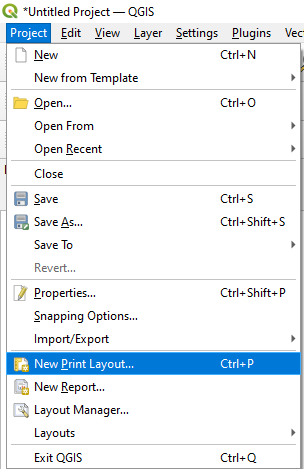 *Untitled Project — QGIS
Project Edit View Layer Settings Plugins Vec
New Ctrl+N
New from Template
Open... Ctrl+O
Open From
Open Recent
Close
Save Ctrl+S
Save As... Ctrl+Shift+S
Save To
Revert...
Properties... Ctrl+Shift+P
Snapping Options...
Import/Export
New Print Layout... Ctrl+P
New Report...
Layout Manager...
Layouts
Exit QGIS Ctrl+Q